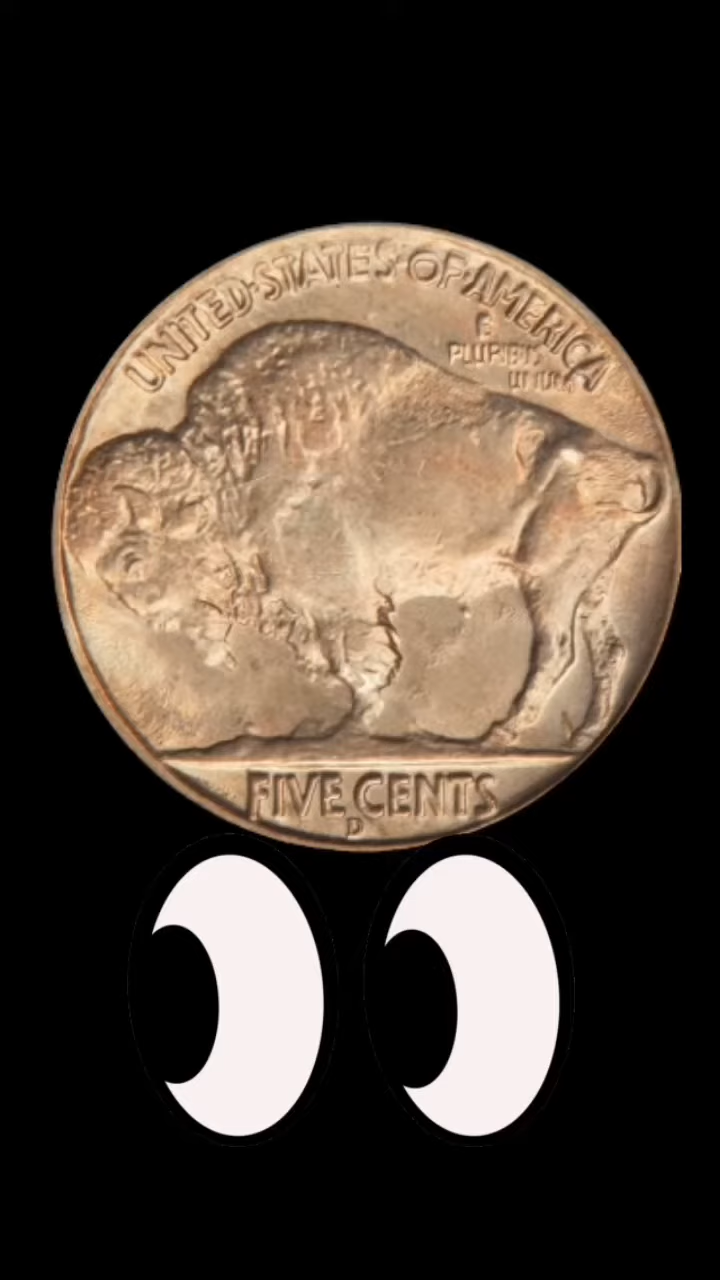 UNITED·STATES·OF·AMERICA
E
PLURIBUS
UNUM
FIVE CENTS
D